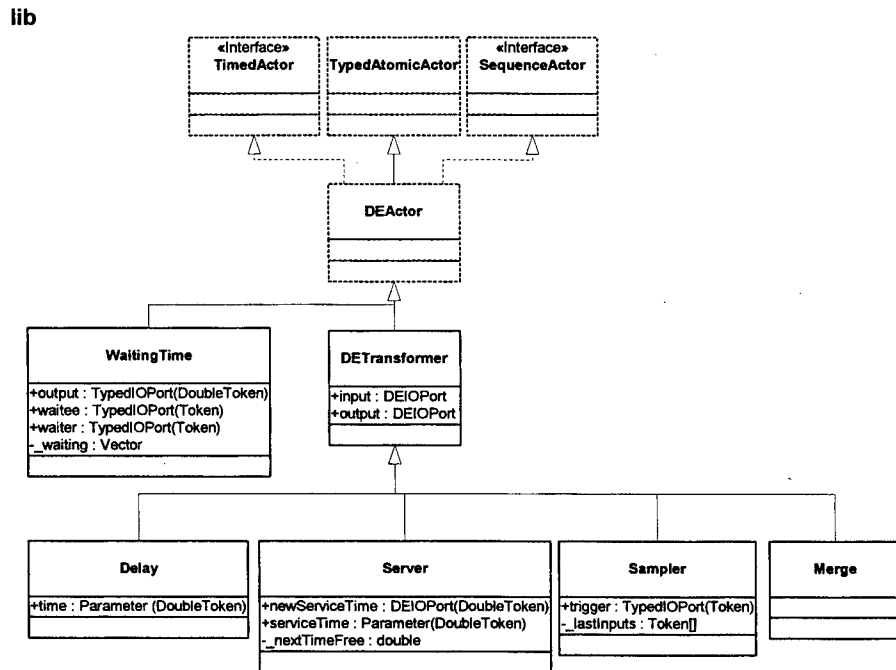 lib
«Interface»
TimedActor
TypedAtomicActor
«Interface»
SequenceActor
DEActor
WaitingTime
+output : TypedIOPort(DoubleToken)
+waitee : TypedIOPort(Token)
+waiter : TypedIOPort(Token)
-_waiting : Vector
DETransformer
+input : DEIOPort
+output : DEIOPort
Delay
+time : Parameter (DoubleToken)
Server
+newServiceTime : DEIOPort(DoubleToken)
+serviceTime : Parameter(DoubleToken)
-_nextTimeFree : double
Sampler
+trigger : TypedIOPort(Token)
-_lastInputs : Token[]
Merge